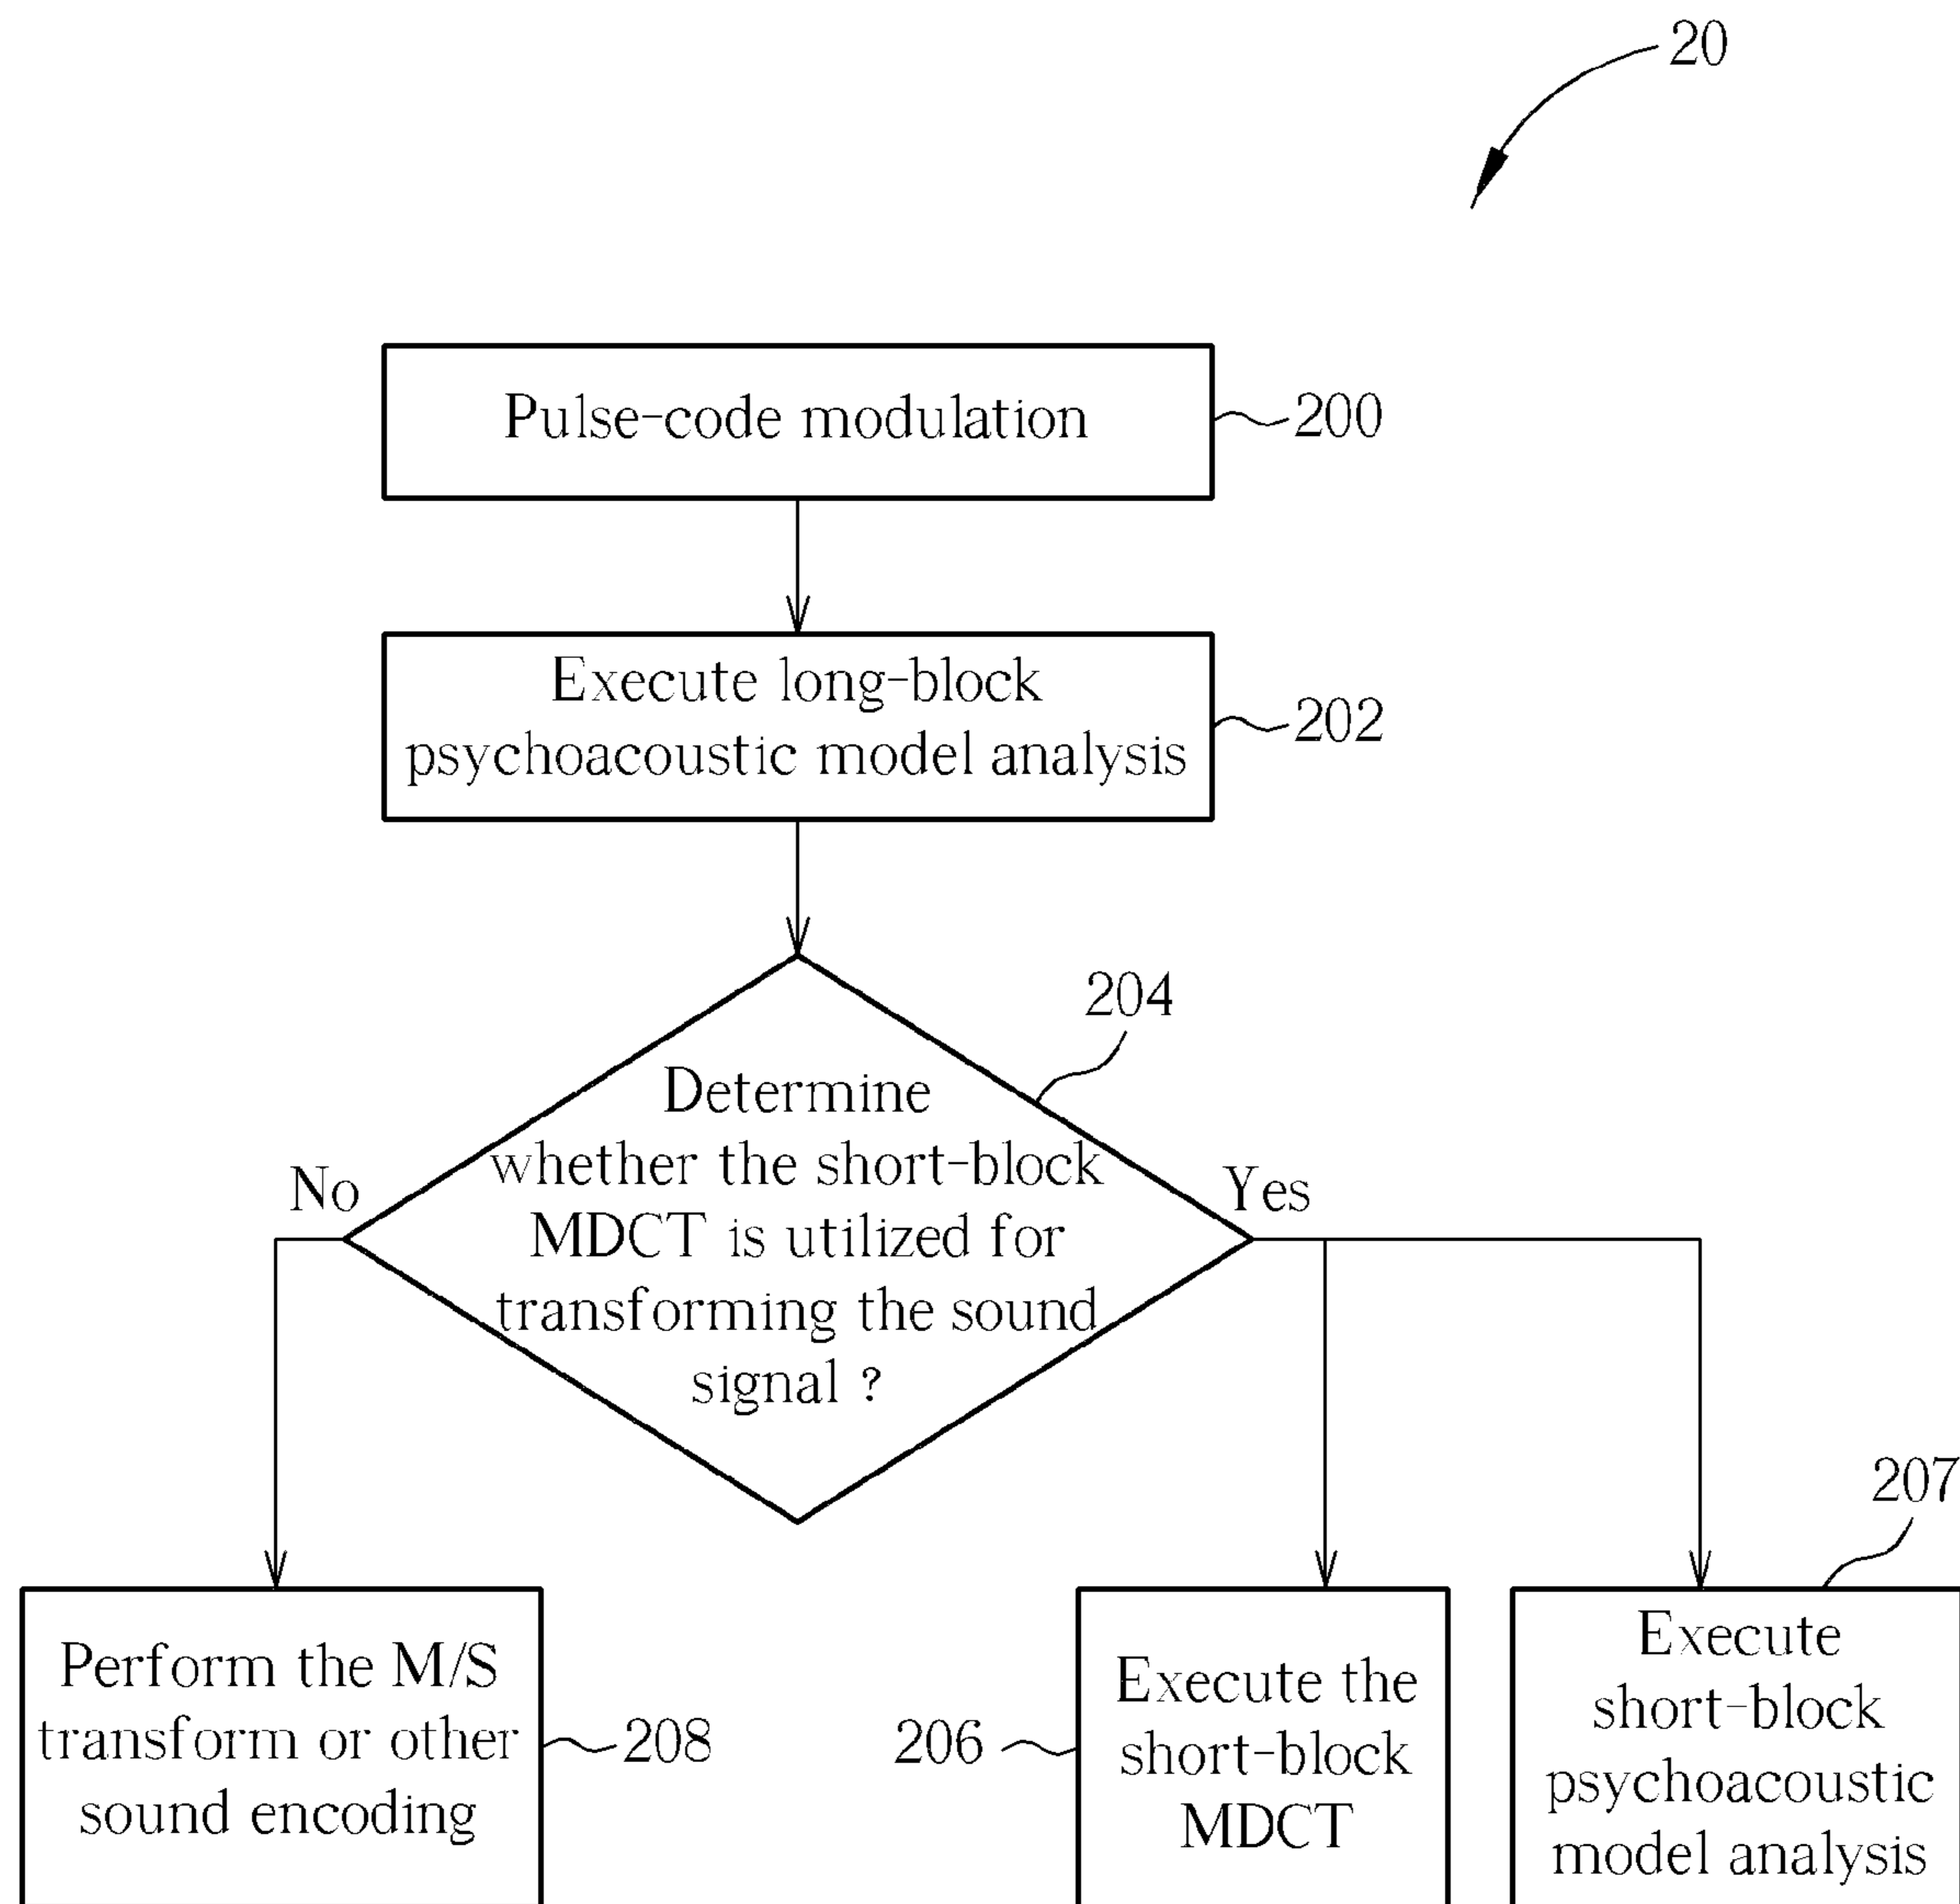 20
Pulse-code modulation
200
Execute long-block
psychoacoustic model analysis
202
204
Determine
whether the short-block
MDCT is utilized for
transforming the sound
signal ?
No
Yes
207
Perform the M/S
transform or other
sound encoding
208
206
Execute the
short-block
MDCT
Execute
short-block
psychoacoustic
model analysis